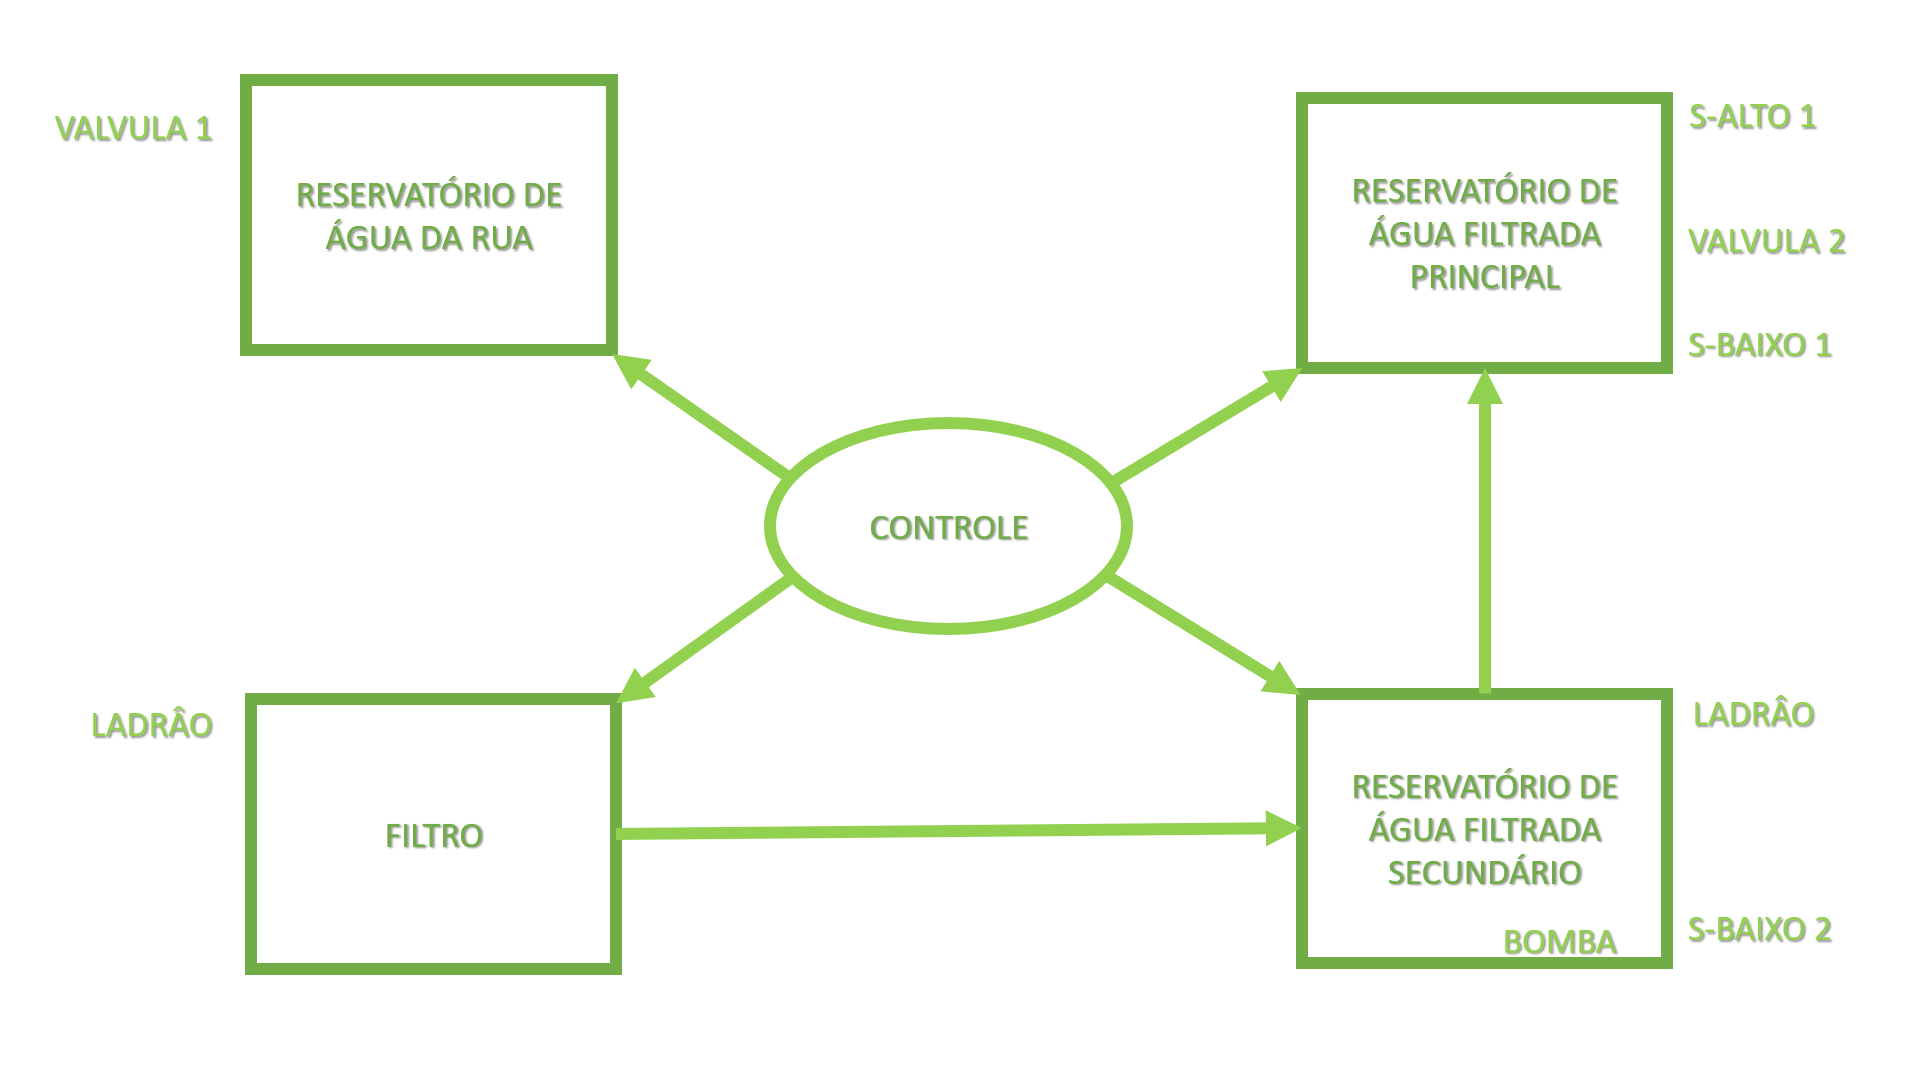 VALVULA 1
RESERVATÓRIO DE
ÁGUA DA RUA
S-ALTO 1
RESERVATÓRIO DE
ÁGUA FILTRADA
PRINCIPAL
VALVULA 2
S-BAIXO 1
CONTROLE
LADRÂO
FILTRO
LADRÂO
RESERVATÓRIO DE
ÁGUA FILTRADA
SECUNDÁRIO
BOMBA
S-BAIXO 2